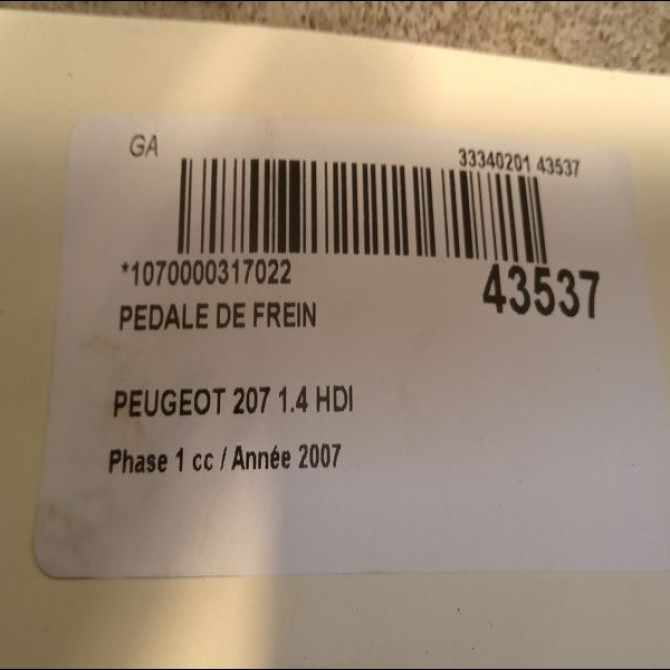 GA
33340201 43537
*1070000317022
43537
PEDALE DE FREIN
PEUGEOT 207 1.4 HDI
Phase 1 cc / Année 2007